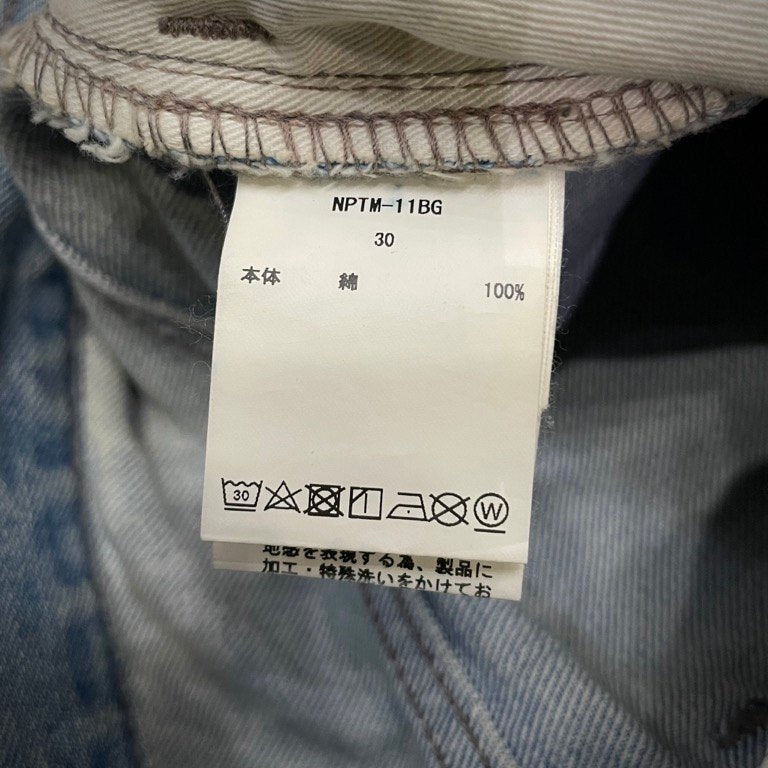 NPTM-11BG
30
本体 綿 100%
30 W
地感を表現する為、製品に
加工・特殊洗いをかけてお